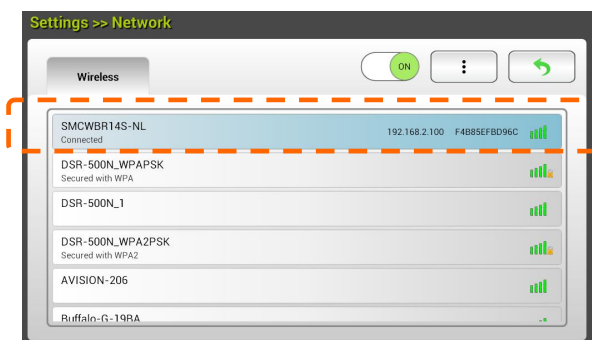 Settings >> Network
Wireless
ON
SMCWBR14S-NL
Connected
192.168.2.100 F4B85EFBD96C
DSR-500N_WPAPSK
Secured with WPA
DSR-500N_1
DSR-500N_WPA2PSK
Secured with WPA2
AVISION-206
Buffalo-G-19BA